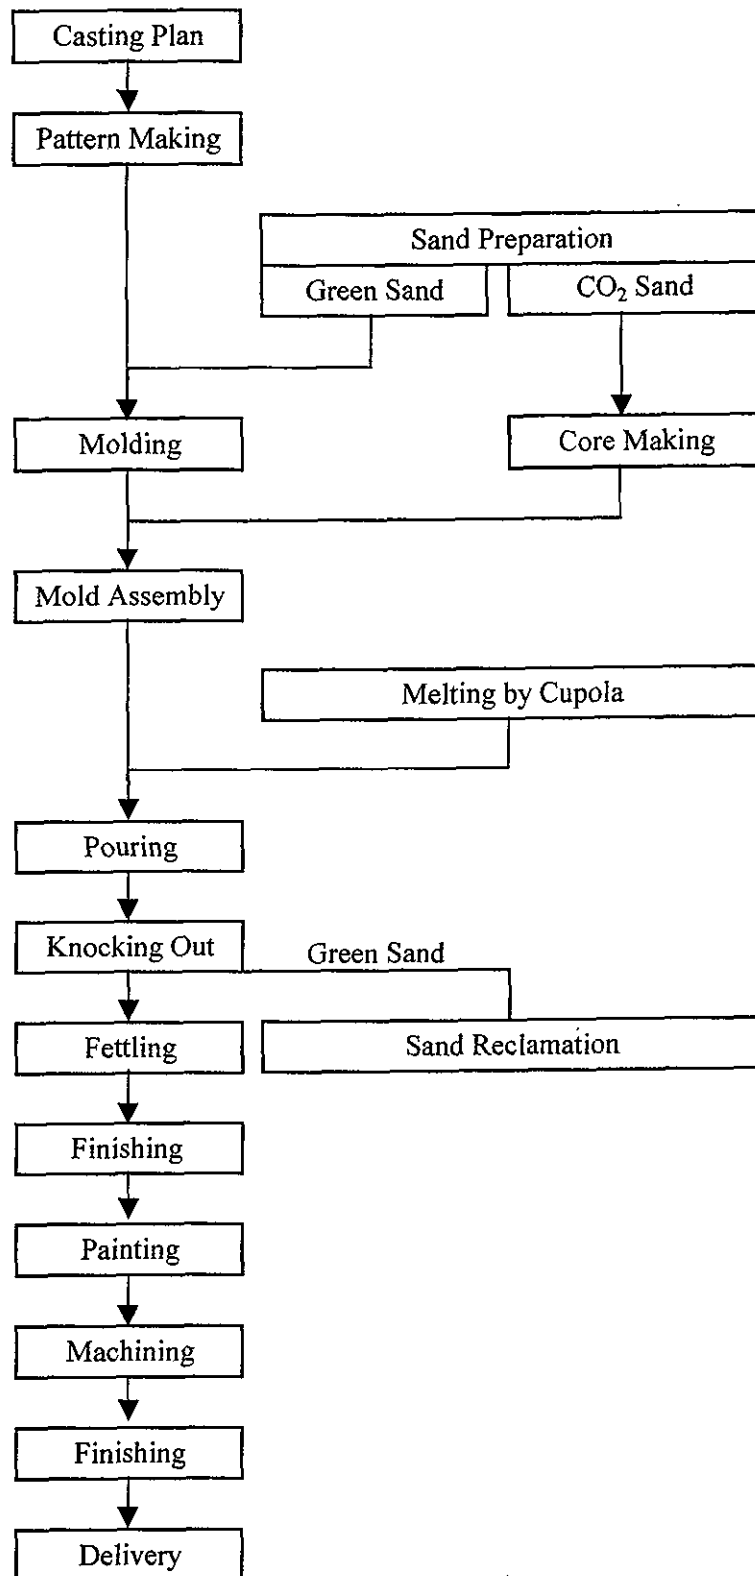 Casting Plan
Pattern Making
Sand Preparation
Green Sand
CO₂ Sand
Molding
Core Making
Mold Assembly
Melting by Cupola
Pouring
Knocking Out
Green Sand
Fettling
Sand Reclamation
Finishing
Painting
Machining
Finishing
Delivery